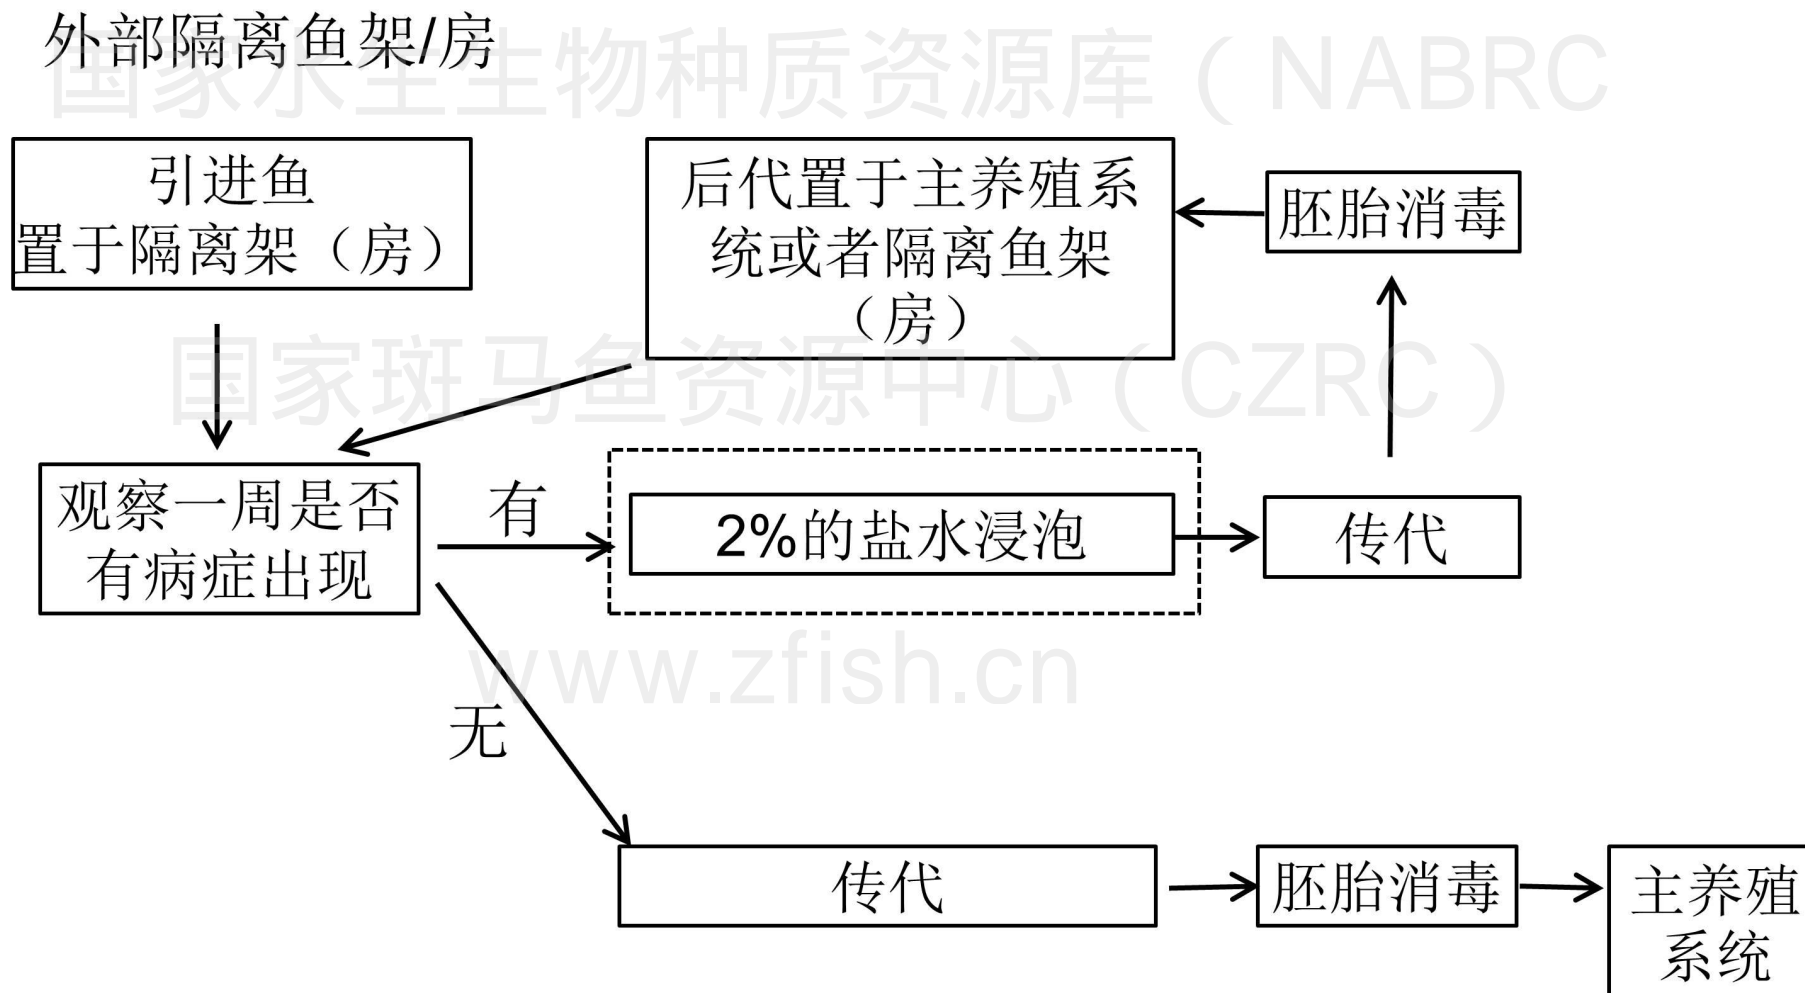 外部隔离鱼架/房
国家水生生物种质资源库（NABRC
引进鱼
置于隔离架（房）
后代置于主养殖系
统或者隔离鱼架
（房）
胚胎消毒
国家斑马鱼资源中心（CZRC）
观察一周是否
有病症出现
有
2%的盐水浸泡
传代
www.zfish.cn
无
传代
胚胎消毒
主养殖
系统